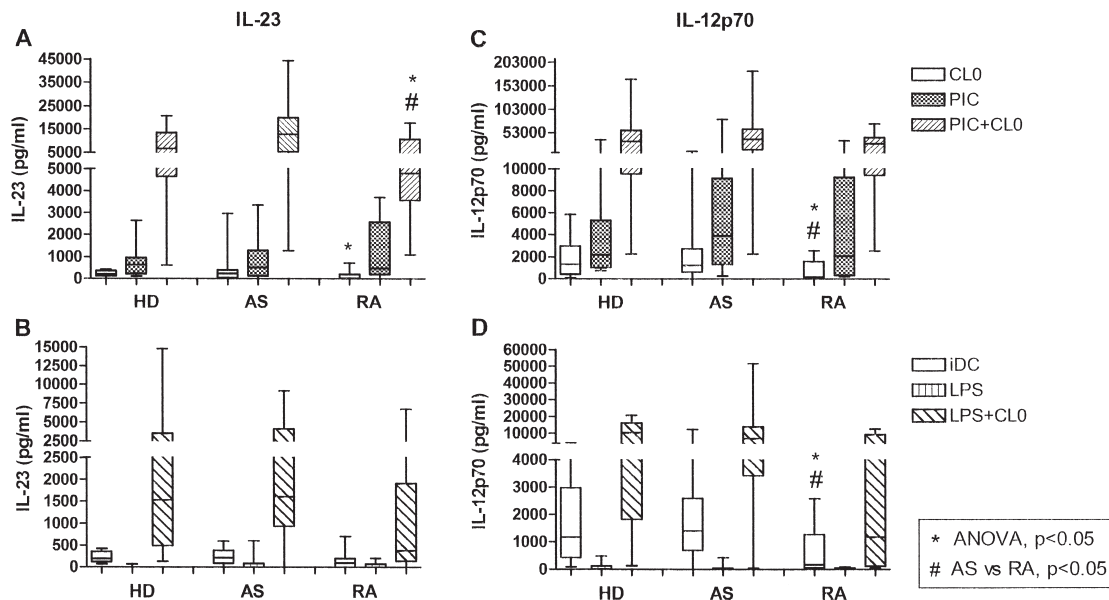 IL-23
IL-12p70
A
IL-23 (pg/ml)
45000
35000
25000
15000
5000
5000
4000
3000
2000
1000
0
*
*
#
HD
AS
RA
C
IL-12p70 (pg/ml)
203000
153000
103000
53000
10000
8000
6000
4000
2000
0
*
#
HD
AS
RA
CL0
PIC
PIC+CL0
B
IL-23 (pg/ml)
15000
12500
10000
7500
5000
2500
2500
2000
1500
1000
500
0
HD
AS
RA
D
IL-12p70 (pg/ml)
60000
50000
40000
30000
20000
10000
4000
3000
2000
1000
0
*
#
HD
AS
RA
iDC
LPS
LPS+CL0
* ANOVA, p<0.05
# AS vs RA, p<0.05